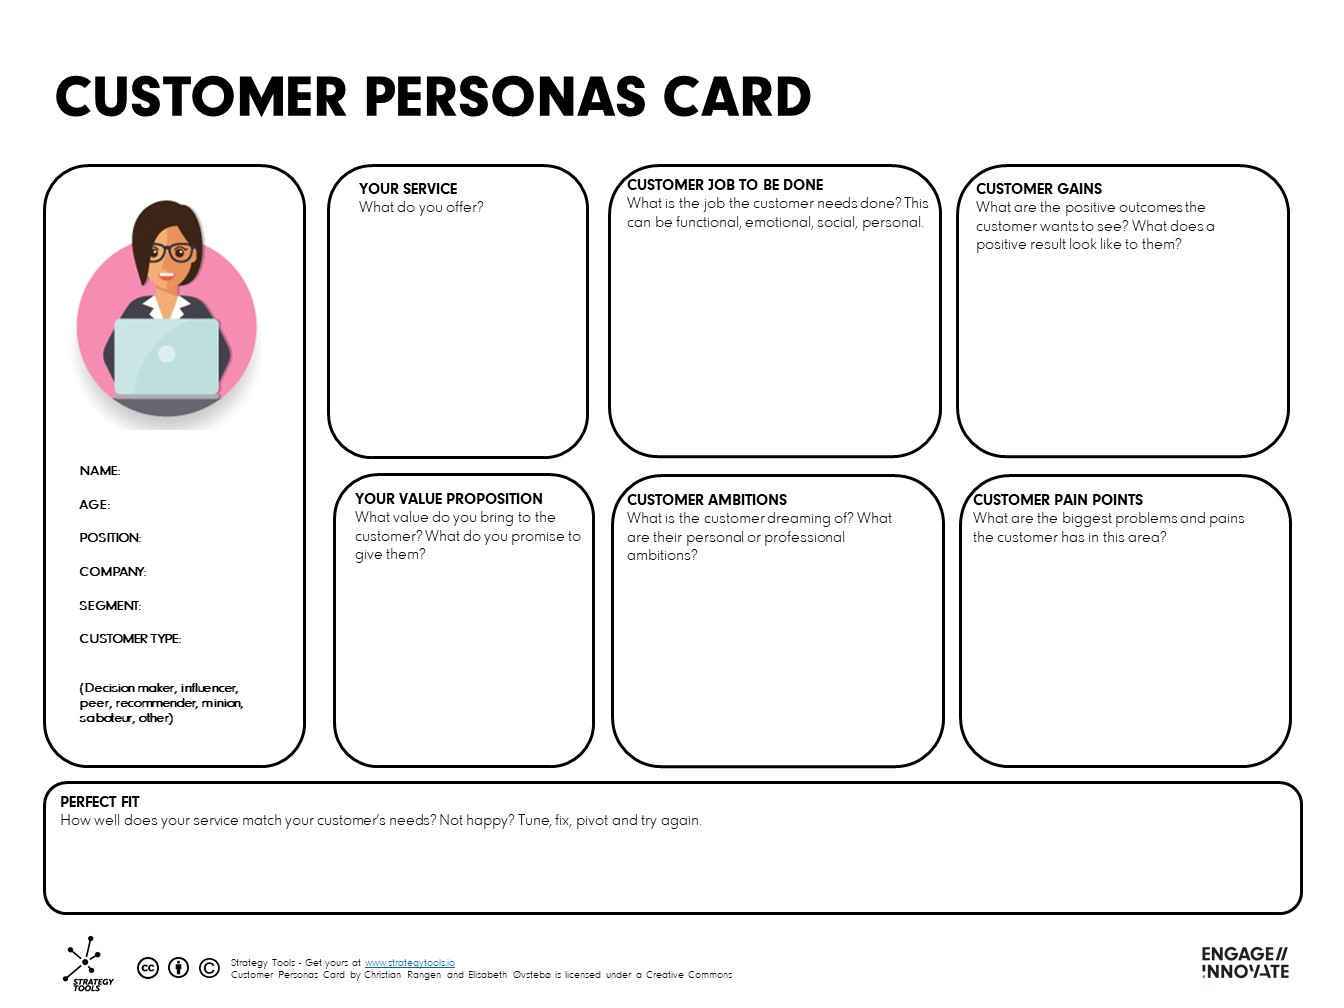 CUSTOMER PERSONAS CARD
NAME:
AGE:
POSITION:
COMPANY:
SEGMENT:
CUSTOMER TYPE:
(Decision maker, influencer,
peer, recommender, minion,
saboteur, other)
YOUR SERVICE
What do you offer?
CUSTOMER JOB TO BE DONE
What is the job the customer needs done? This
can be functional, emotional, social, personal.
CUSTOMER GAINS
What are the positive outcomes the
customer wants to see? What does a
positive result look like to them?
YOUR VALUE PROPOSITION
What value do you bring to the
customer? What do you promise to
give them?
CUSTOMER AMBITIONS
What is the customer dreaming of? What
are their personal or professional
ambitions?
CUSTOMER PAIN POINTS
What are the biggest problems and pains
the customer has in this area?
PERFECT FIT
How well does your service match your customer's needs? Not happy? Tune, fix, pivot and try again.
STRATEGY
TOOLS
cc
C
Strategy Tools - Get yours at www.strategytools.io
Customer Personas Card by Christian Rangen and Elisabeth Øvstebø is licensed under a Creative Commons
ENGAGE//
!NNOVATE